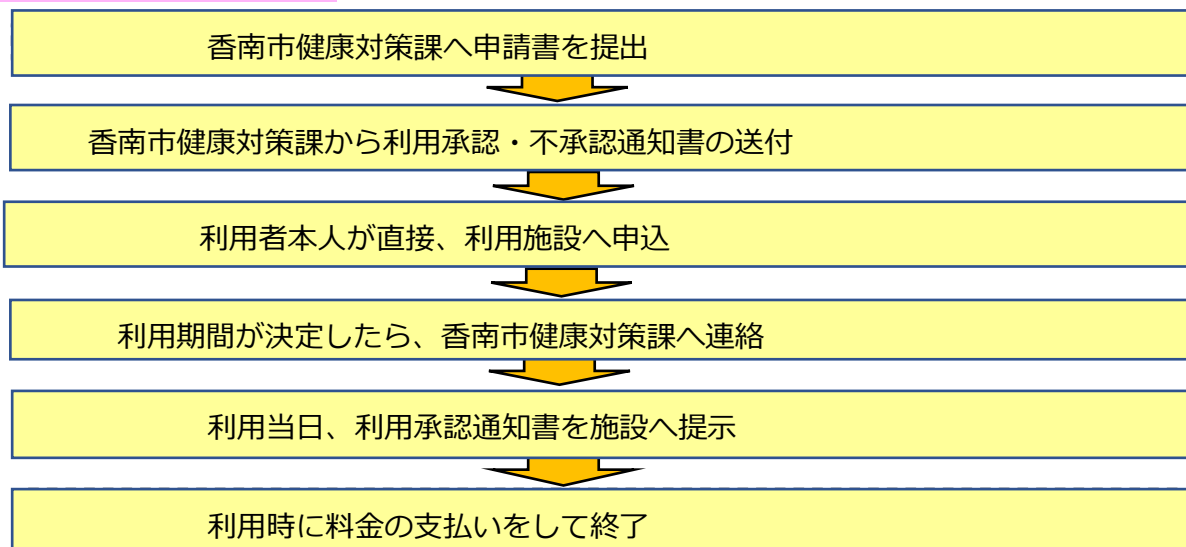 香南市健康対策課へ申請書を提出
香南市健康対策課から利用承認・不承認通知書の送付
利用者本人が直接、利用施設へ申込
利用期間が決定したら、香南市健康対策課へ連絡
利用当日、利用承認通知書を施設へ提示
利用時に料金の支払いをして終了